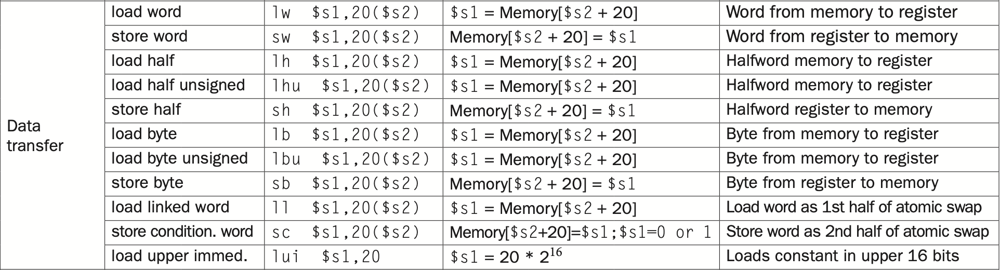 Data transfer
load word lw $s1,20($s2) $s1 = Memory[$s2 + 20] Word from memory to register
store word sw $s1,20($s2) Memory[$s2 + 20] = $s1 Word from register to memory
load half lh $s1,20($s2) $s1 = Memory[$s2 + 20] Halfword memory to register
load half unsigned lhu $s1,20($s2) $s1 = Memory[$s2 + 20] Halfword memory to register
store half sh $s1,20($s2) Memory[$s2 + 20] = $s1 Halfword register to memory
load byte lb $s1,20($s2) $s1 = Memory[$s2 + 20] Byte from memory to register
load byte unsigned lbu $s1,20($s2) $s1 = Memory[$s2 + 20] Byte from memory to register
store byte sb $s1,20($s2) Memory[$s2 + 20] = $s1 Byte from register to memory
load linked word ll $s1,20($s2) $s1 = Memory[$s2 + 20] Load word as 1st half of atomic swap
store condition. word sc $s1,20($s2) Memory[$s2+20]=$s1;$s1=0 or 1 Store word as 2nd half of atomic swap
load upper immed. lui $s1,20 $s1 = 20 * 2¹⁶ Loads constant in upper 16 bits